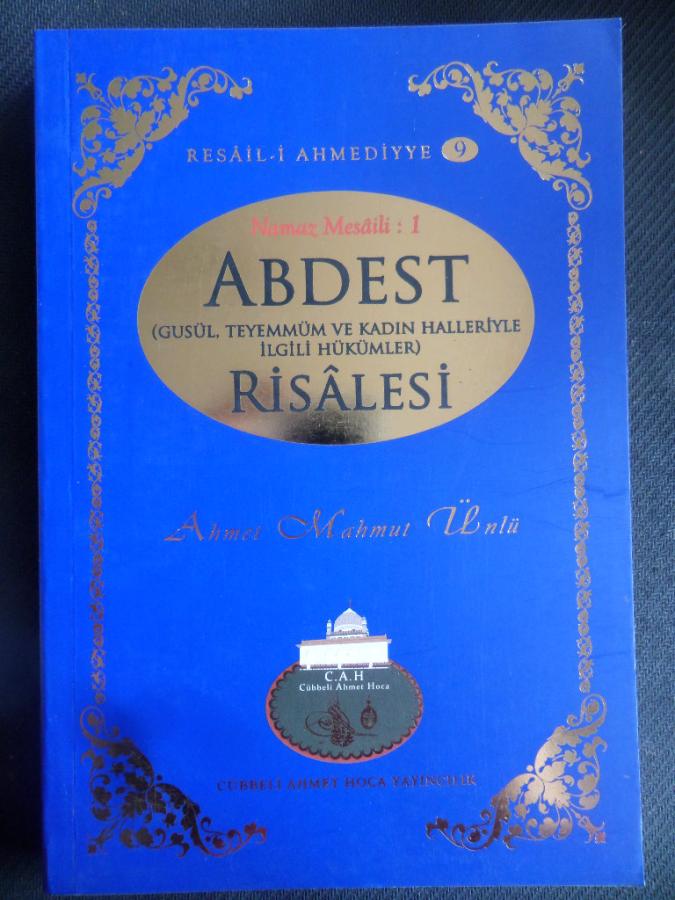 RESÂİL-İ AHMEDİYYE 9
Namaz Mesâili : 1
ABDEST
(GUSÜL, TEYEMMÜM VE KADIN HALLERİYLE
İLGİLİ HÜKÜMLER)
RİSÂLESİ
Ahmet Mahmut Ünlü
C.A.H
Cübbeli Ahmet Hoca
CÜBBELİ AHMET HOCA YAYINCILIK